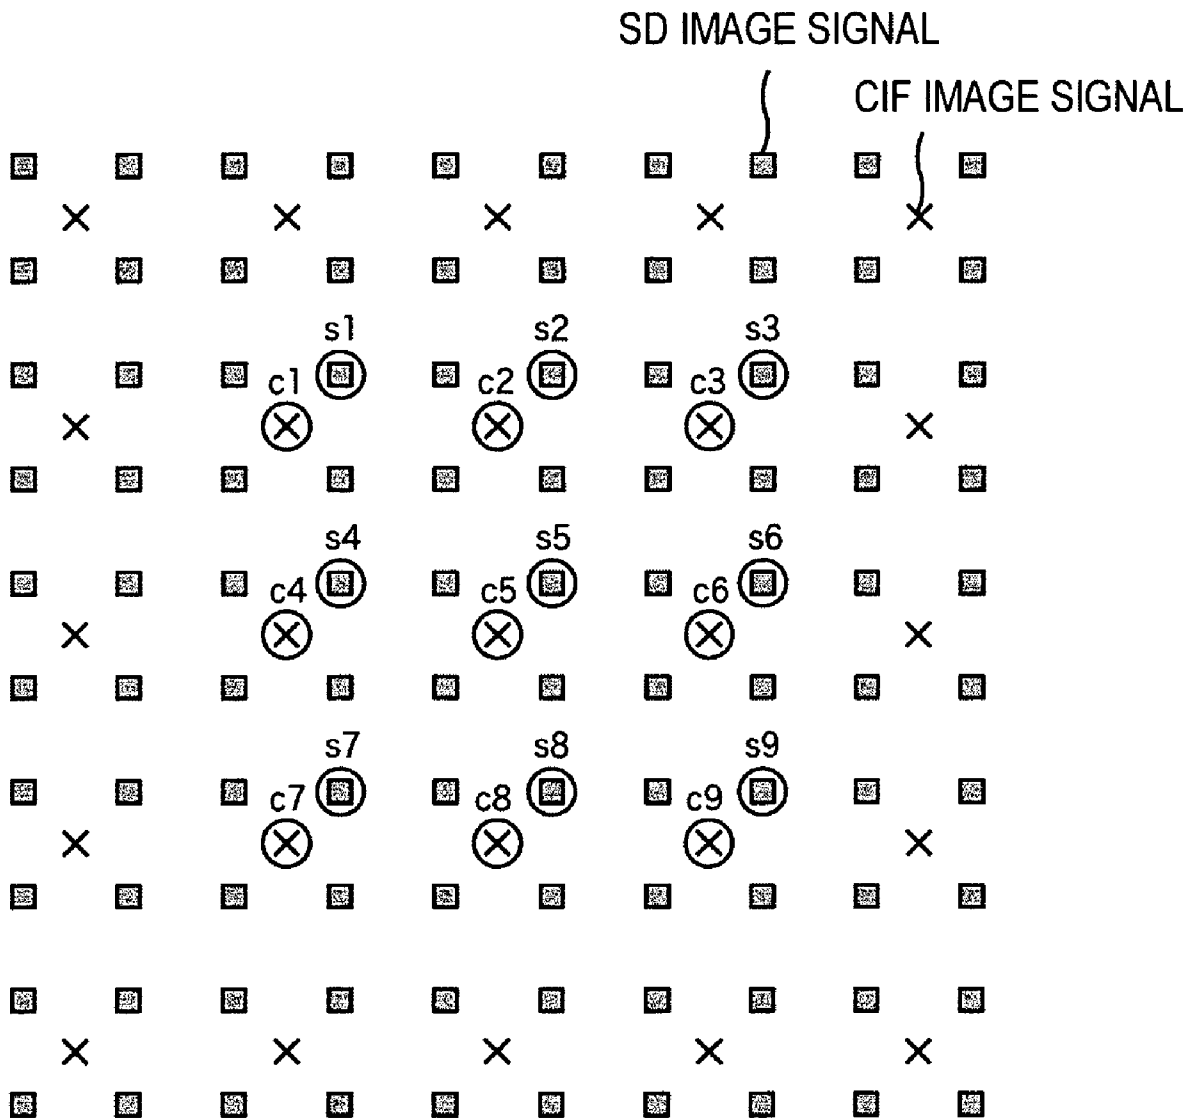 SD IMAGE SIGNAL
CIF IMAGE SIGNAL
s1 s2 s3
c1 c2 c3
s4 s5 s6
c4 c5 c6
s7 s8 s9
c7 c8 c9